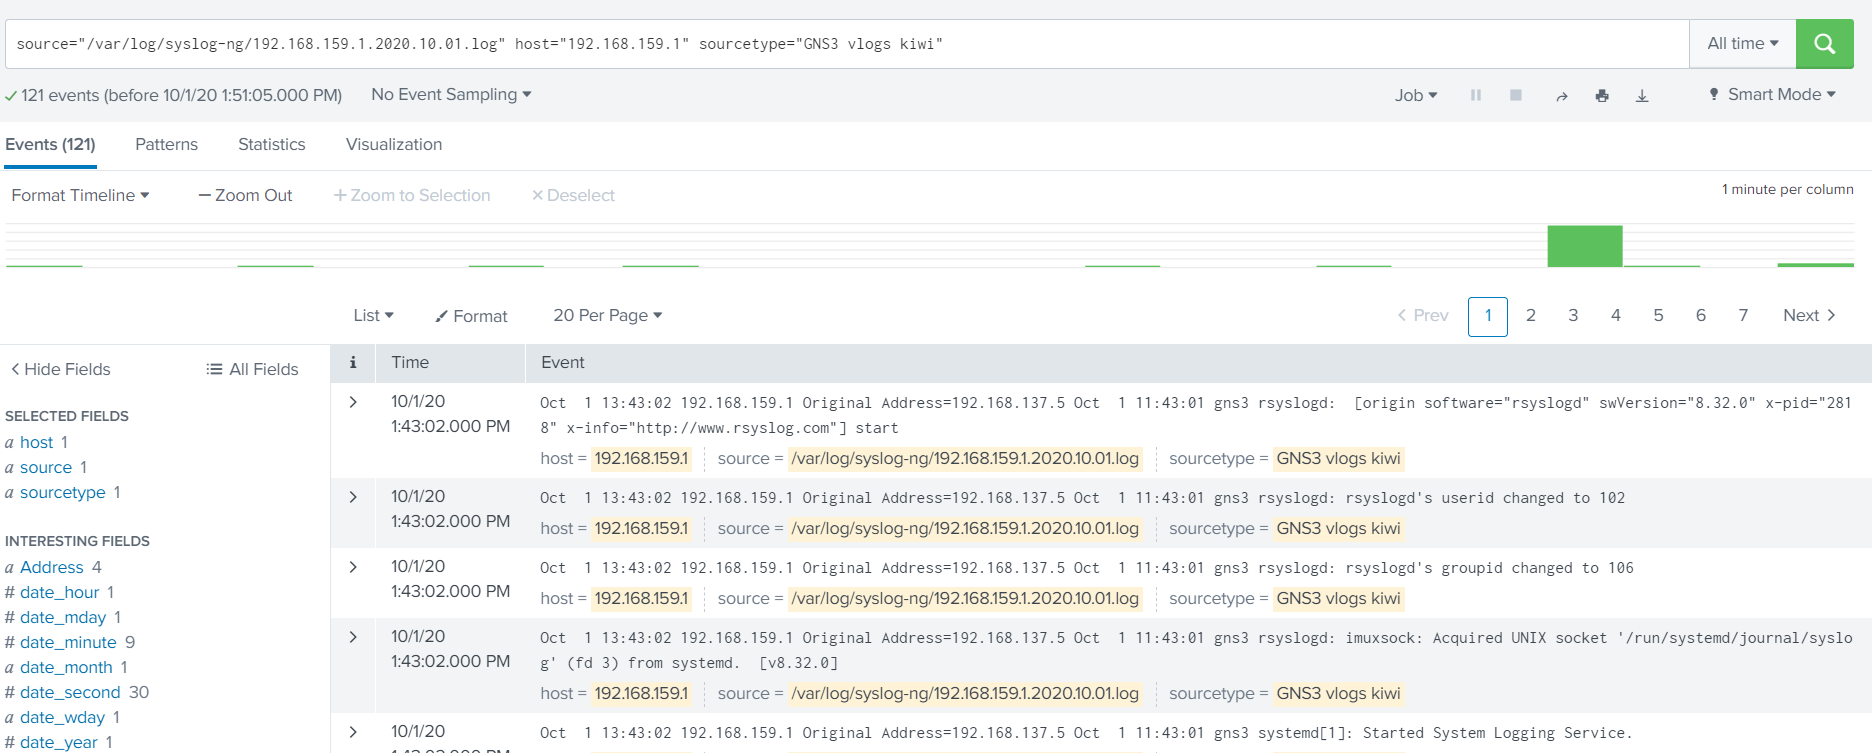 source="/var/log/syslog-ng/192.168.159.1.2020.10.01.log" host="192.168.159.1" sourcetype="GNS3 vlogs kiwi"
All time
121 events (before 10/1/20 1:51:05.000 PM)
No Event Sampling
Job
Smart Mode
Events (121)
Patterns
Statistics
Visualization
Format Timeline
— Zoom Out
+ Zoom to Selection
× Deselect
1 minute per column
List
Format
20 Per Page
< Prev
1
2
3
4
5
6
7
Next >
< Hide Fields
All Fields
SELECTED FIELDS
a host 1
a source 1
a sourcetype 1
INTERESTING FIELDS
a Address 4
# date_hour 1
# date_mday 1
# date_minute 9
a date_month 1
# date_second 30
a date_wday 1
# date_year 1
i
Time
Event
> 10/1/20
1:43:02.000 PM
Oct  1 13:43:02 192.168.159.1 Original Address=192.168.137.5 Oct  1 11:43:01 gns3 rsyslogd:  [origin software="rsyslogd" swVersion="8.32.0" x-pid="281
8" x-info="http://www.rsyslog.com"] start
host = 192.168.159.1 source = /var/log/syslog-ng/192.168.159.1.2020.10.01.log sourcetype = GNS3 vlogs kiwi
> 10/1/20
1:43:02.000 PM
Oct  1 13:43:02 192.168.159.1 Original Address=192.168.137.5 Oct  1 11:43:01 gns3 rsyslogd: rsyslogd's userid changed to 102
host = 192.168.159.1 source = /var/log/syslog-ng/192.168.159.1.2020.10.01.log sourcetype = GNS3 vlogs kiwi
> 10/1/20
1:43:02.000 PM
Oct  1 13:43:02 192.168.159.1 Original Address=192.168.137.5 Oct  1 11:43:01 gns3 rsyslogd: rsyslogd's groupid changed to 106
host = 192.168.159.1 source = /var/log/syslog-ng/192.168.159.1.2020.10.01.log sourcetype = GNS3 vlogs kiwi
> 10/1/20
1:43:02.000 PM
Oct  1 13:43:02 192.168.159.1 Original Address=192.168.137.5 Oct  1 11:43:01 gns3 rsyslogd: imuxsock: Acquired UNIX socket '/run/systemd/journal/syslo
g' (fd 3) from systemd.  [v8.32.0]
host = 192.168.159.1 source = /var/log/syslog-ng/192.168.159.1.2020.10.01.log sourcetype = GNS3 vlogs kiwi
> 10/1/20
Oct  1 13:43:02 192.168.159.1 Original Address=192.168.137.5 Oct  1 11:43:01 gns3 systemd[1]: Started System Logging Service.